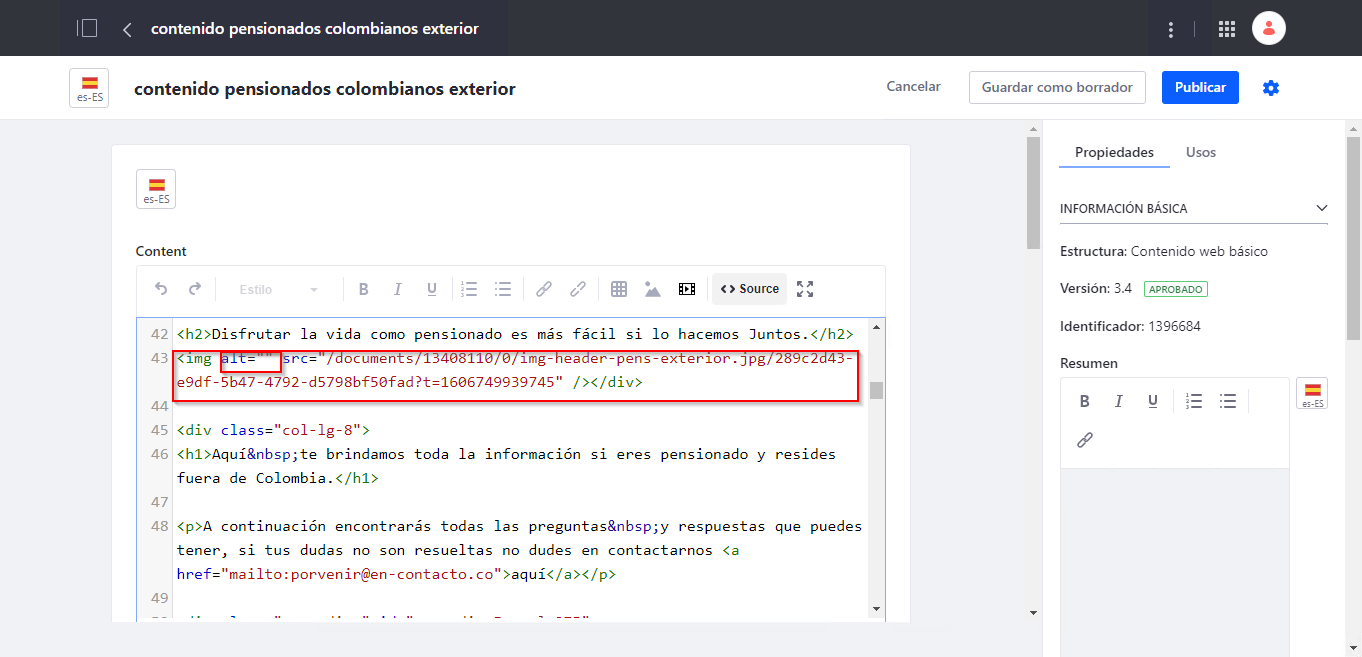 contenido pensionados colombianos exterior
es-ES
contenido pensionados colombianos exterior
Cancelar
Guardar como borrador
Publicar
es-ES
Content
Estilo
B I U
Source
42 <h2>Disfrutar la vida como pensionado es más fácil si lo hacemos Juntos.</h2>
43 <img alt="" src="/documents/13408110/0/img-header-pens-exterior.jpg/289c2d43-
e9df-5b47-4792-d5798bf50fad?t=1606749939745" /></div>
44
45 <div class="col-lg-8">
46 <h1>Aquí&nbsp;te brindamos toda la información si eres pensionado y resides
fuera de Colombia.</h1>
47
48 <p>A continuación encontrarás todas las preguntas&nbsp;y respuestas que puedes
tener, si tus dudas no son resueltas no dudes en contactarnos <a
href="mailto:porvenir@en-contacto.co">aquí</a></p>
49
Propiedades
Usos
INFORMACIÓN BÁSICA
Estructura: Contenido web básico
Versión: 3.4 APROBADO
Identificador: 1396684
Resumen
B I U
es-ES